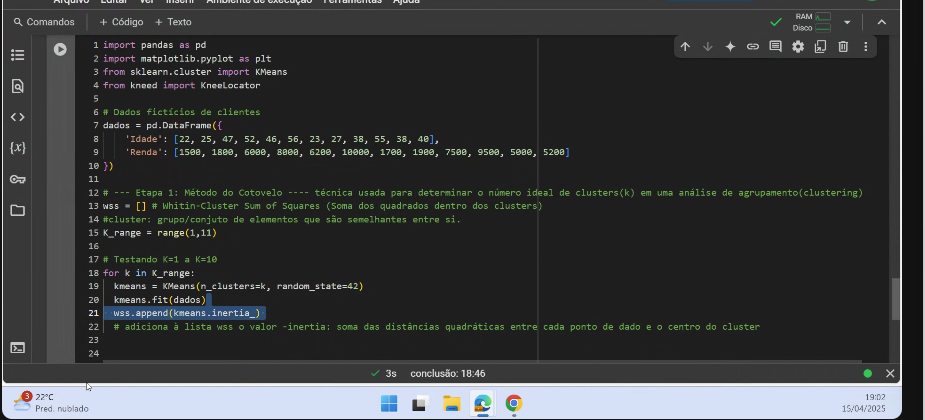 Arquivo Editar Ver Inserir Ambiente de execução Ferramentas Ajuda
Comandos + Código + Texto
RAM
Disco
1 import pandas as pd
2 import matplotlib.pyplot as plt
3 from sklearn.cluster import KMeans
4 from kneed import KneeLocator
5
6 # Dados fictícios de clientes
7 dados = pd.DataFrame({
8 'Idade': [22, 25, 47, 52, 46, 56, 23, 27, 38, 55, 38, 40],
9 'Renda': [1500, 1800, 6000, 8000, 6200, 10000, 1700, 1900, 7500, 9500, 5000, 5200]
10 })
11
12 # --- Etapa 1: Método do Cotovelo ---- técnica usada para determinar o número ideal de clusters(k) em uma análise de agrupamento(clustering)
13 wss = [] # Whitin-Cluster Sum of Squares (Soma dos quadrados dentro dos clusters)
14 #cluster: grupo/conjunto de elementos que são semelhantes entre si.
15 K_range = range(1,11)
16
17 # Testando K=1 a K=10
18 for k in K_range:
19 kmeans = KMeans(n_clusters=k, random_state=42)
20 kmeans.fit(dados)
21 wss.append(kmeans.inertia_)
22 # adiciona à lista wss o valor -inertia: soma das distâncias quadráticas entre cada ponto de dado e o centro do cluster
23
24
3s conclusão: 18:46
3
22°C
Pred. nublado
19:02
15/04/2025